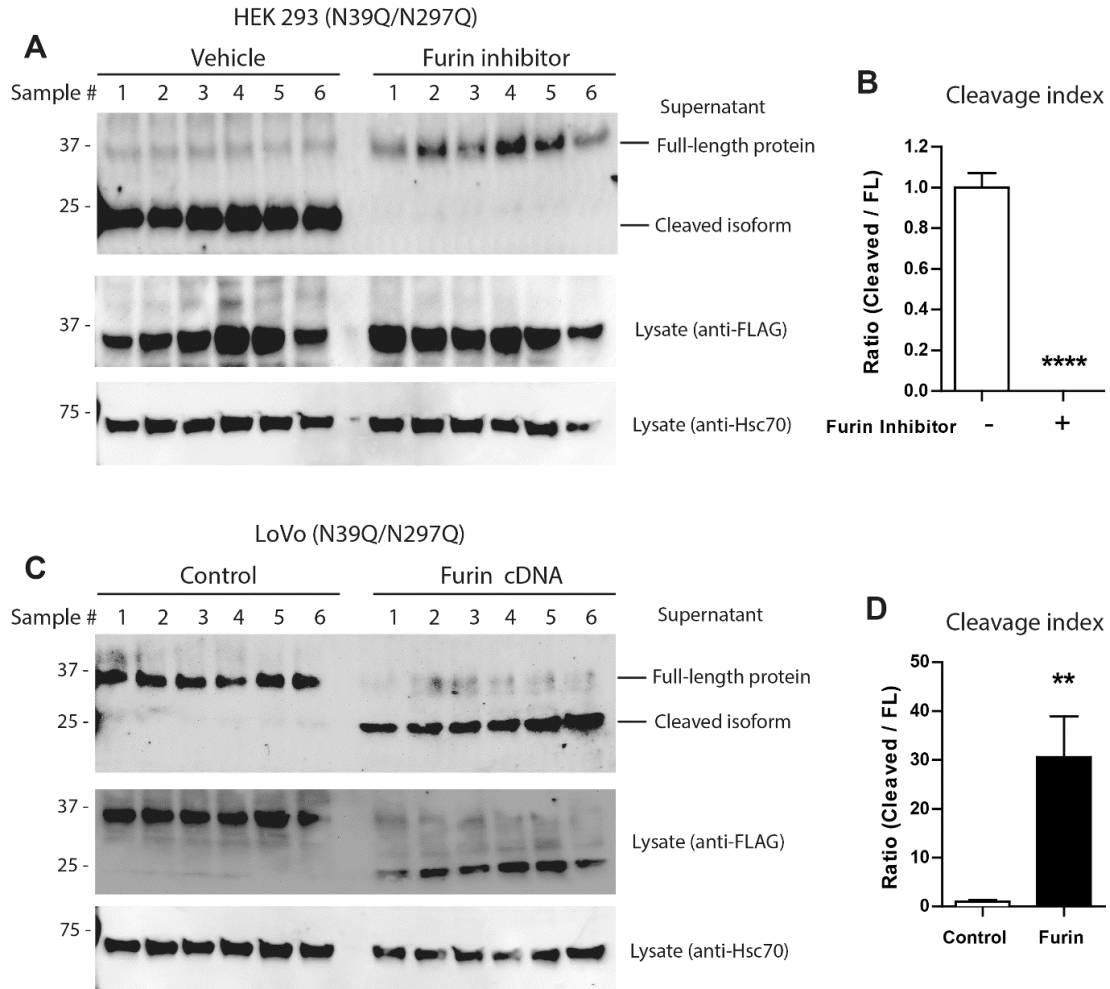 HEK 293 (N39Q/N297Q)
A
Vehicle Furin inhibitor
Sample # 1 2 3 4 5 6 1 2 3 4 5 6
Supernatant
37 -
Full-length protein
25 -
Cleaved isoform
37 -
Lysate (anti-FLAG)
75 -
Lysate (anti-Hsc70)
B
Cleavage index
Ratio (Cleaved / FL)
1.2
1.0
0.8
0.6
0.4
0.2
0.0
****
Furin Inhibitor - +
LoVo (N39Q/N297Q)
C
Control Furin cDNA
Sample # 1 2 3 4 5 6 1 2 3 4 5 6
Supernatant
37 -
Full-length protein
25 -
Cleaved isoform
37 -
Lysate (anti-FLAG)
25 -
75 -
Lysate (anti-Hsc70)
D
Cleavage index
Ratio (Cleaved / FL)
50
40
30
20
10
0
**
Control Furin